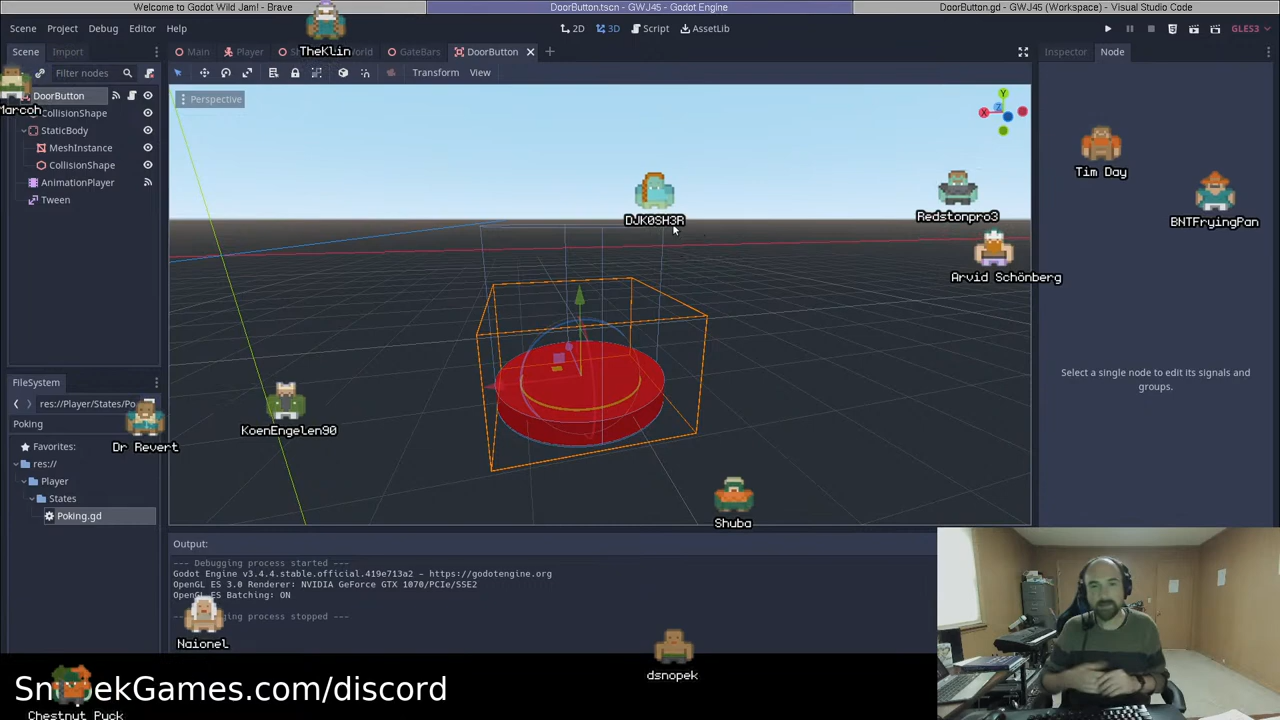 Welcome to Godot Wild Jam! - Brave
DoorButton.tscn - GWJ45 - Godot Engine
DoorButton.gd - GWJ45 (Workspace) - Visual Studio Code
Scene Project Debug Editor Help
2D 3D Script AssetLib
GLES3
TheKlin
Scene Import
Main Player World GateBars DoorButton
Inspector Node
Filter nodes
Transform View
DoorButton
Marcoh
CollisionShape
StaticBody
MeshInstance
CollisionShape
AnimationPlayer
Tween
Perspective
Y
X
Z
DJK0SH3R
Redstonpro3
Arvid Schönberg
Tim Day
BNTFryingPan
Select a single node to edit its signals and
groups.
FileSystem
res://Player/States/Po
Poking
Dr Revert
Favorites:
res://
Player
States
Poking.gd
KoenEngelen90
Shuba
Output:
--- Debugging process started ---
Godot Engine v3.4.4.stable.official.419e713a2 - https://godotengine.org
OpenGL ES 3.0 Renderer: NVIDIA GeForce GTX 1070/PCIe/SSE2
OpenGL ES Batching: ON
process stopped ---
Naionel
dsnopek
SnopekGames.com/discord
Chestnut Puck